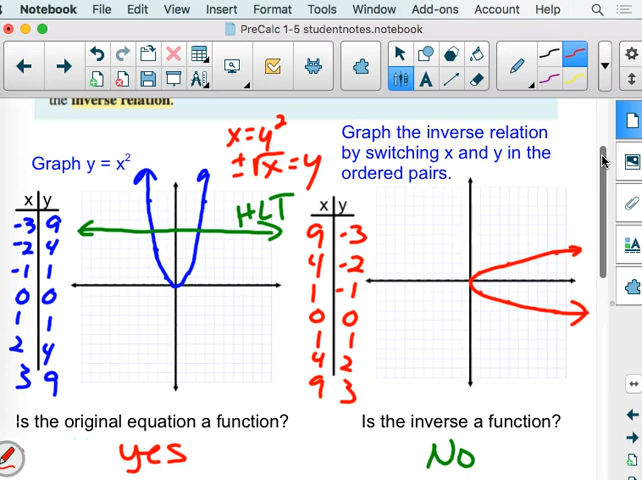 Notebook File Edit View Insert Format Tools Window Add-ons Account Help
PreCalc 1-5 studentnotes.notebook
the inverse relation.
x=y²
±√x=y
Graph y = x²
HLT
x y
-3 9
-2 4
-1 1
0 0
1 1
2 4
3 9
Is the original equation a function?
yes
Graph the inverse relation
by switching x and y in the
ordered pairs.
x y
9 -3
4 -2
1 -1
0 0
1 1
4 2
9 3
Is the inverse a function?
No